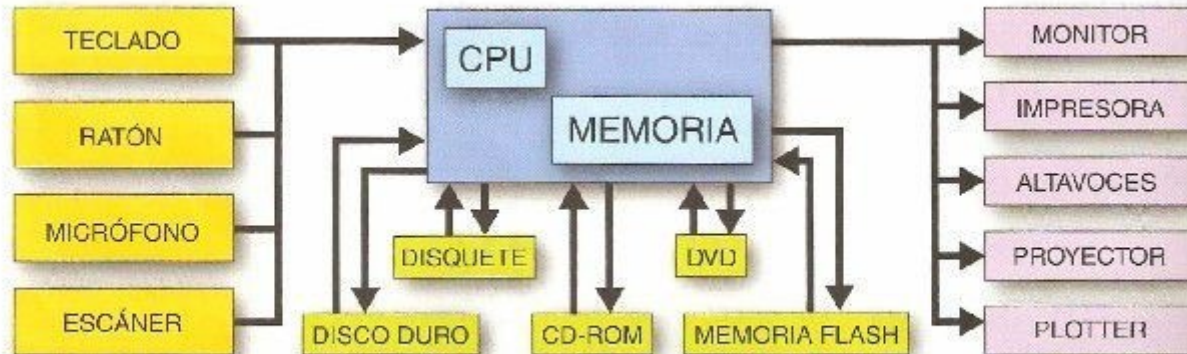 TECLADO
RATÓN
MICRÓFONO
ESCÁNER
CPU
MEMORIA
DISQUETE
DVD
DISCO DURO
CD-ROM
MEMORIA FLASH
MONITOR
IMPRESORA
ALTAVOCES
PROYECTOR
PLOTTER